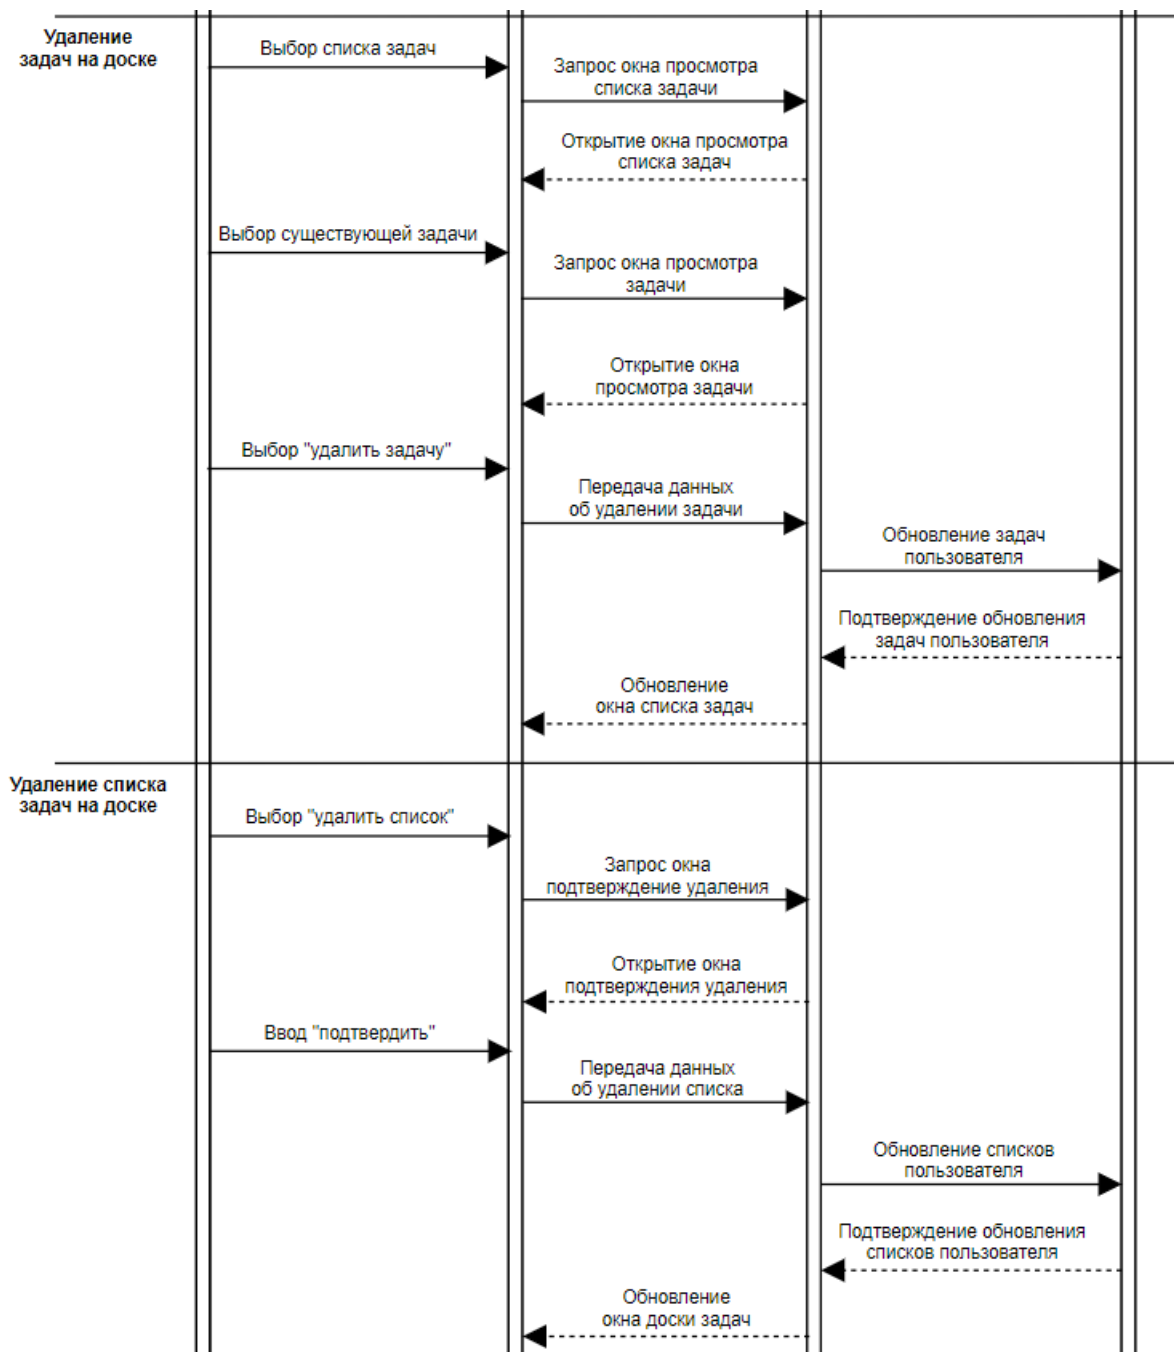 Удаление
задач на доске
Выбор списка задач
Запрос окна просмотра
списка задачи
Открытие окна просмотра
списка задач
Выбор существующей задачи
Запрос окна просмотра
задачи
Открытие окна
просмотра задачи
Выбор "удалить задачу"
Передача данных
об удалении задачи
Обновление задач
пользователя
Подтверждение обновления
задач пользователя
Обновление
окна списка задач
Удаление списка
задач на доске
Выбор "удалить список"
Запрос окна
подтверждение удаления
Открытие окна
подтверждения удаления
Ввод "подтвердить"
Передача данных
об удалении списка
Обновление списков
пользователя
Подтверждение обновления
списков пользователя
Обновление
окна доски задач